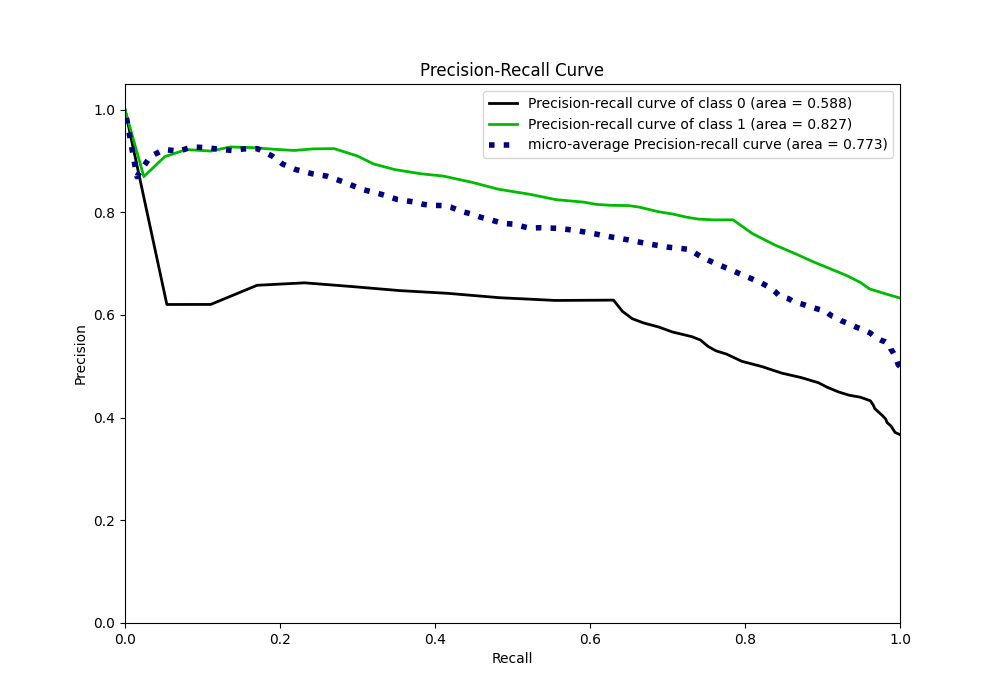 Precision-Recall Curve
Precision-recall curve of class 0 (area = 0.588)
Precision-recall curve of class 1 (area = 0.827)
micro-average Precision-recall curve (area = 0.773)
1.0
0.8
0.6
0.4
0.2
0.0
Precision
0.0 0.2 0.4 0.6 0.8 1.0
Recall